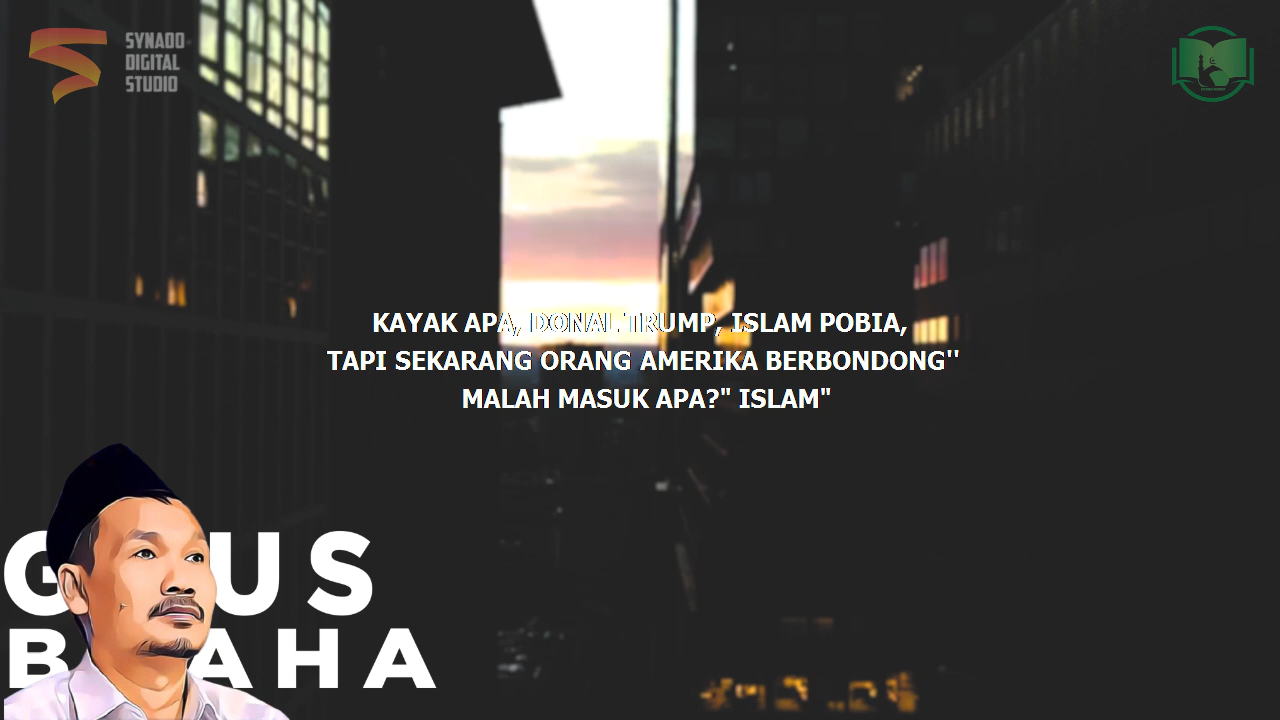 SYNADO
DIGITAL
STUDIO
KAYAK APA, DONAL TRUMP, ISLAM POBIA,
TAPI SEKARANG ORANG AMERIKA BERBONDONG''
MALAH MASUK APA?" ISLAM"
GUS
BAHA